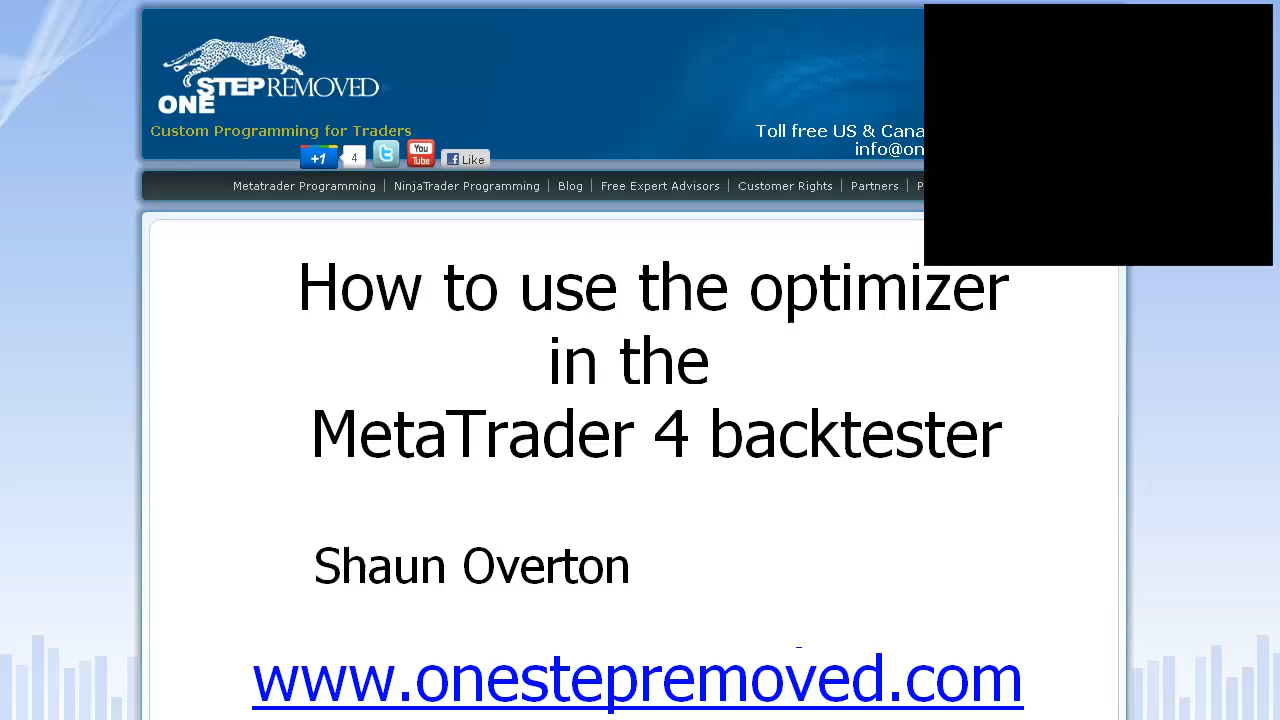 ONE STEP REMOVED
Custom Programming for Traders
Toll free US & Cana
info@on
+1 4 You Tube Like
Metatrader Programming NinjaTrader Programming Blog Free Expert Advisors Customer Rights Partners P
How to use the optimizer
in the
MetaTrader 4 backtester
Shaun Overton
www.onestepremoved.com